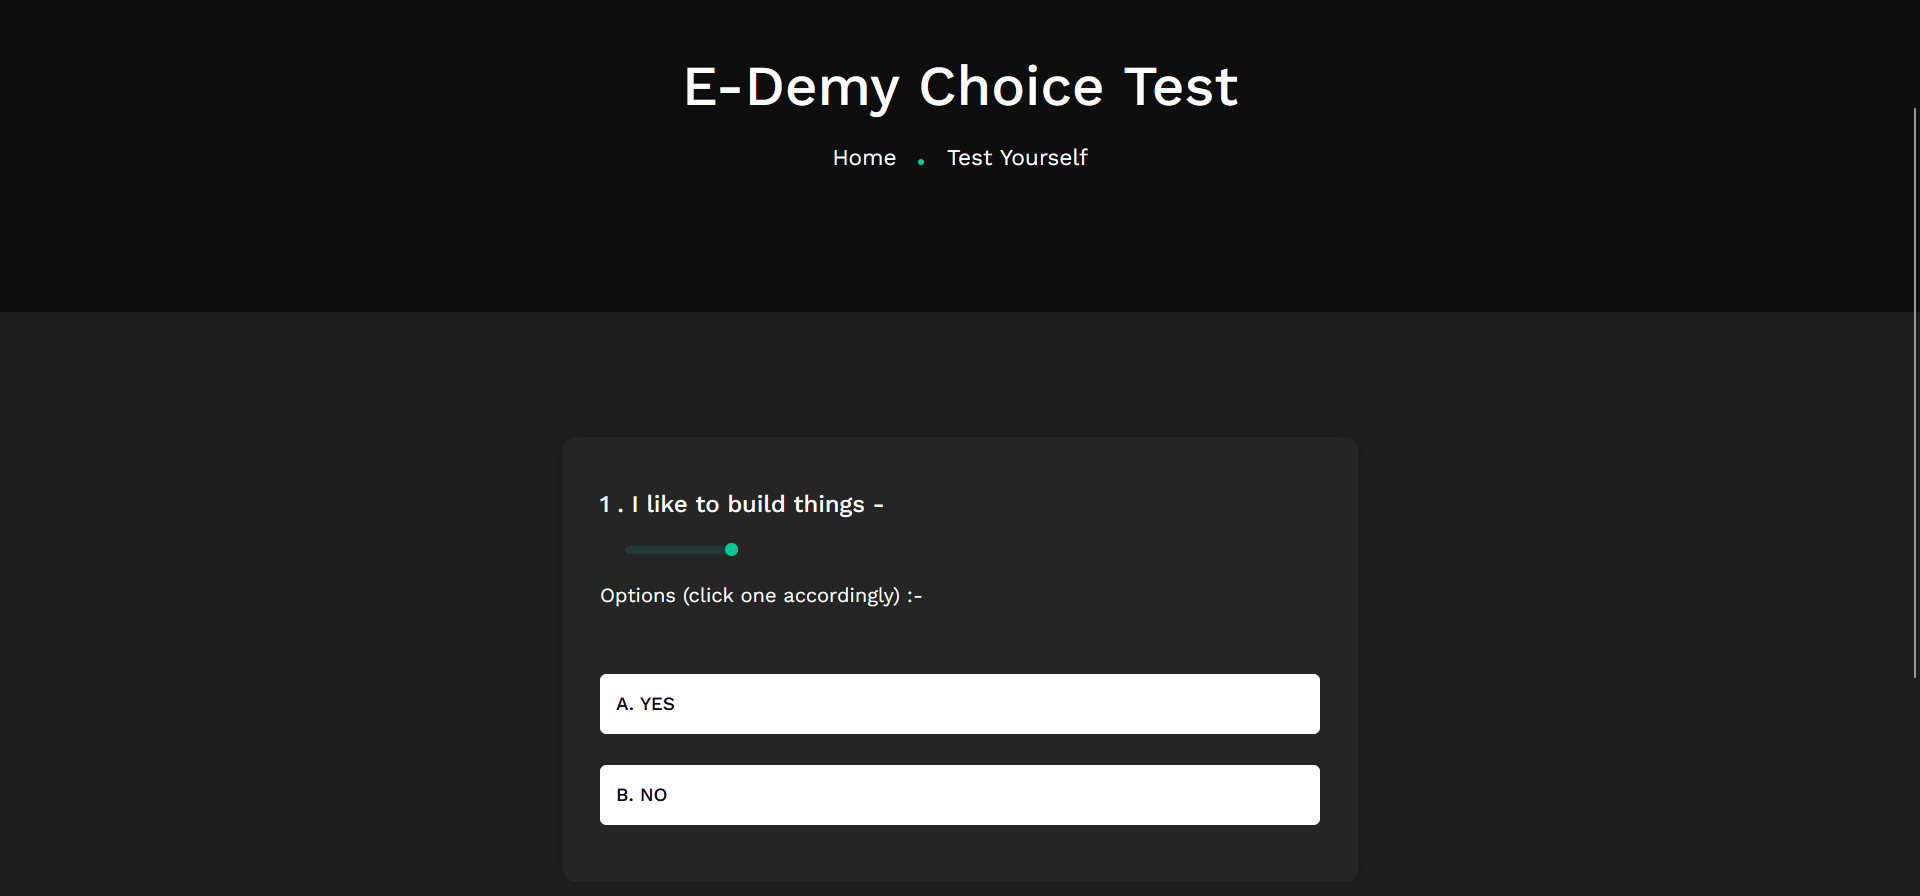 E-Demy Choice Test
Home • Test Yourself
1 . I like to build things -
Options (click one accordingly) :-
A. YES
B. NO